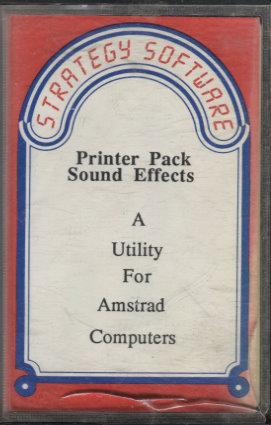 STRATEGY SOFTWARE
Printer Pack
Sound Effects
A
Utility
For
Amstrad
Computers